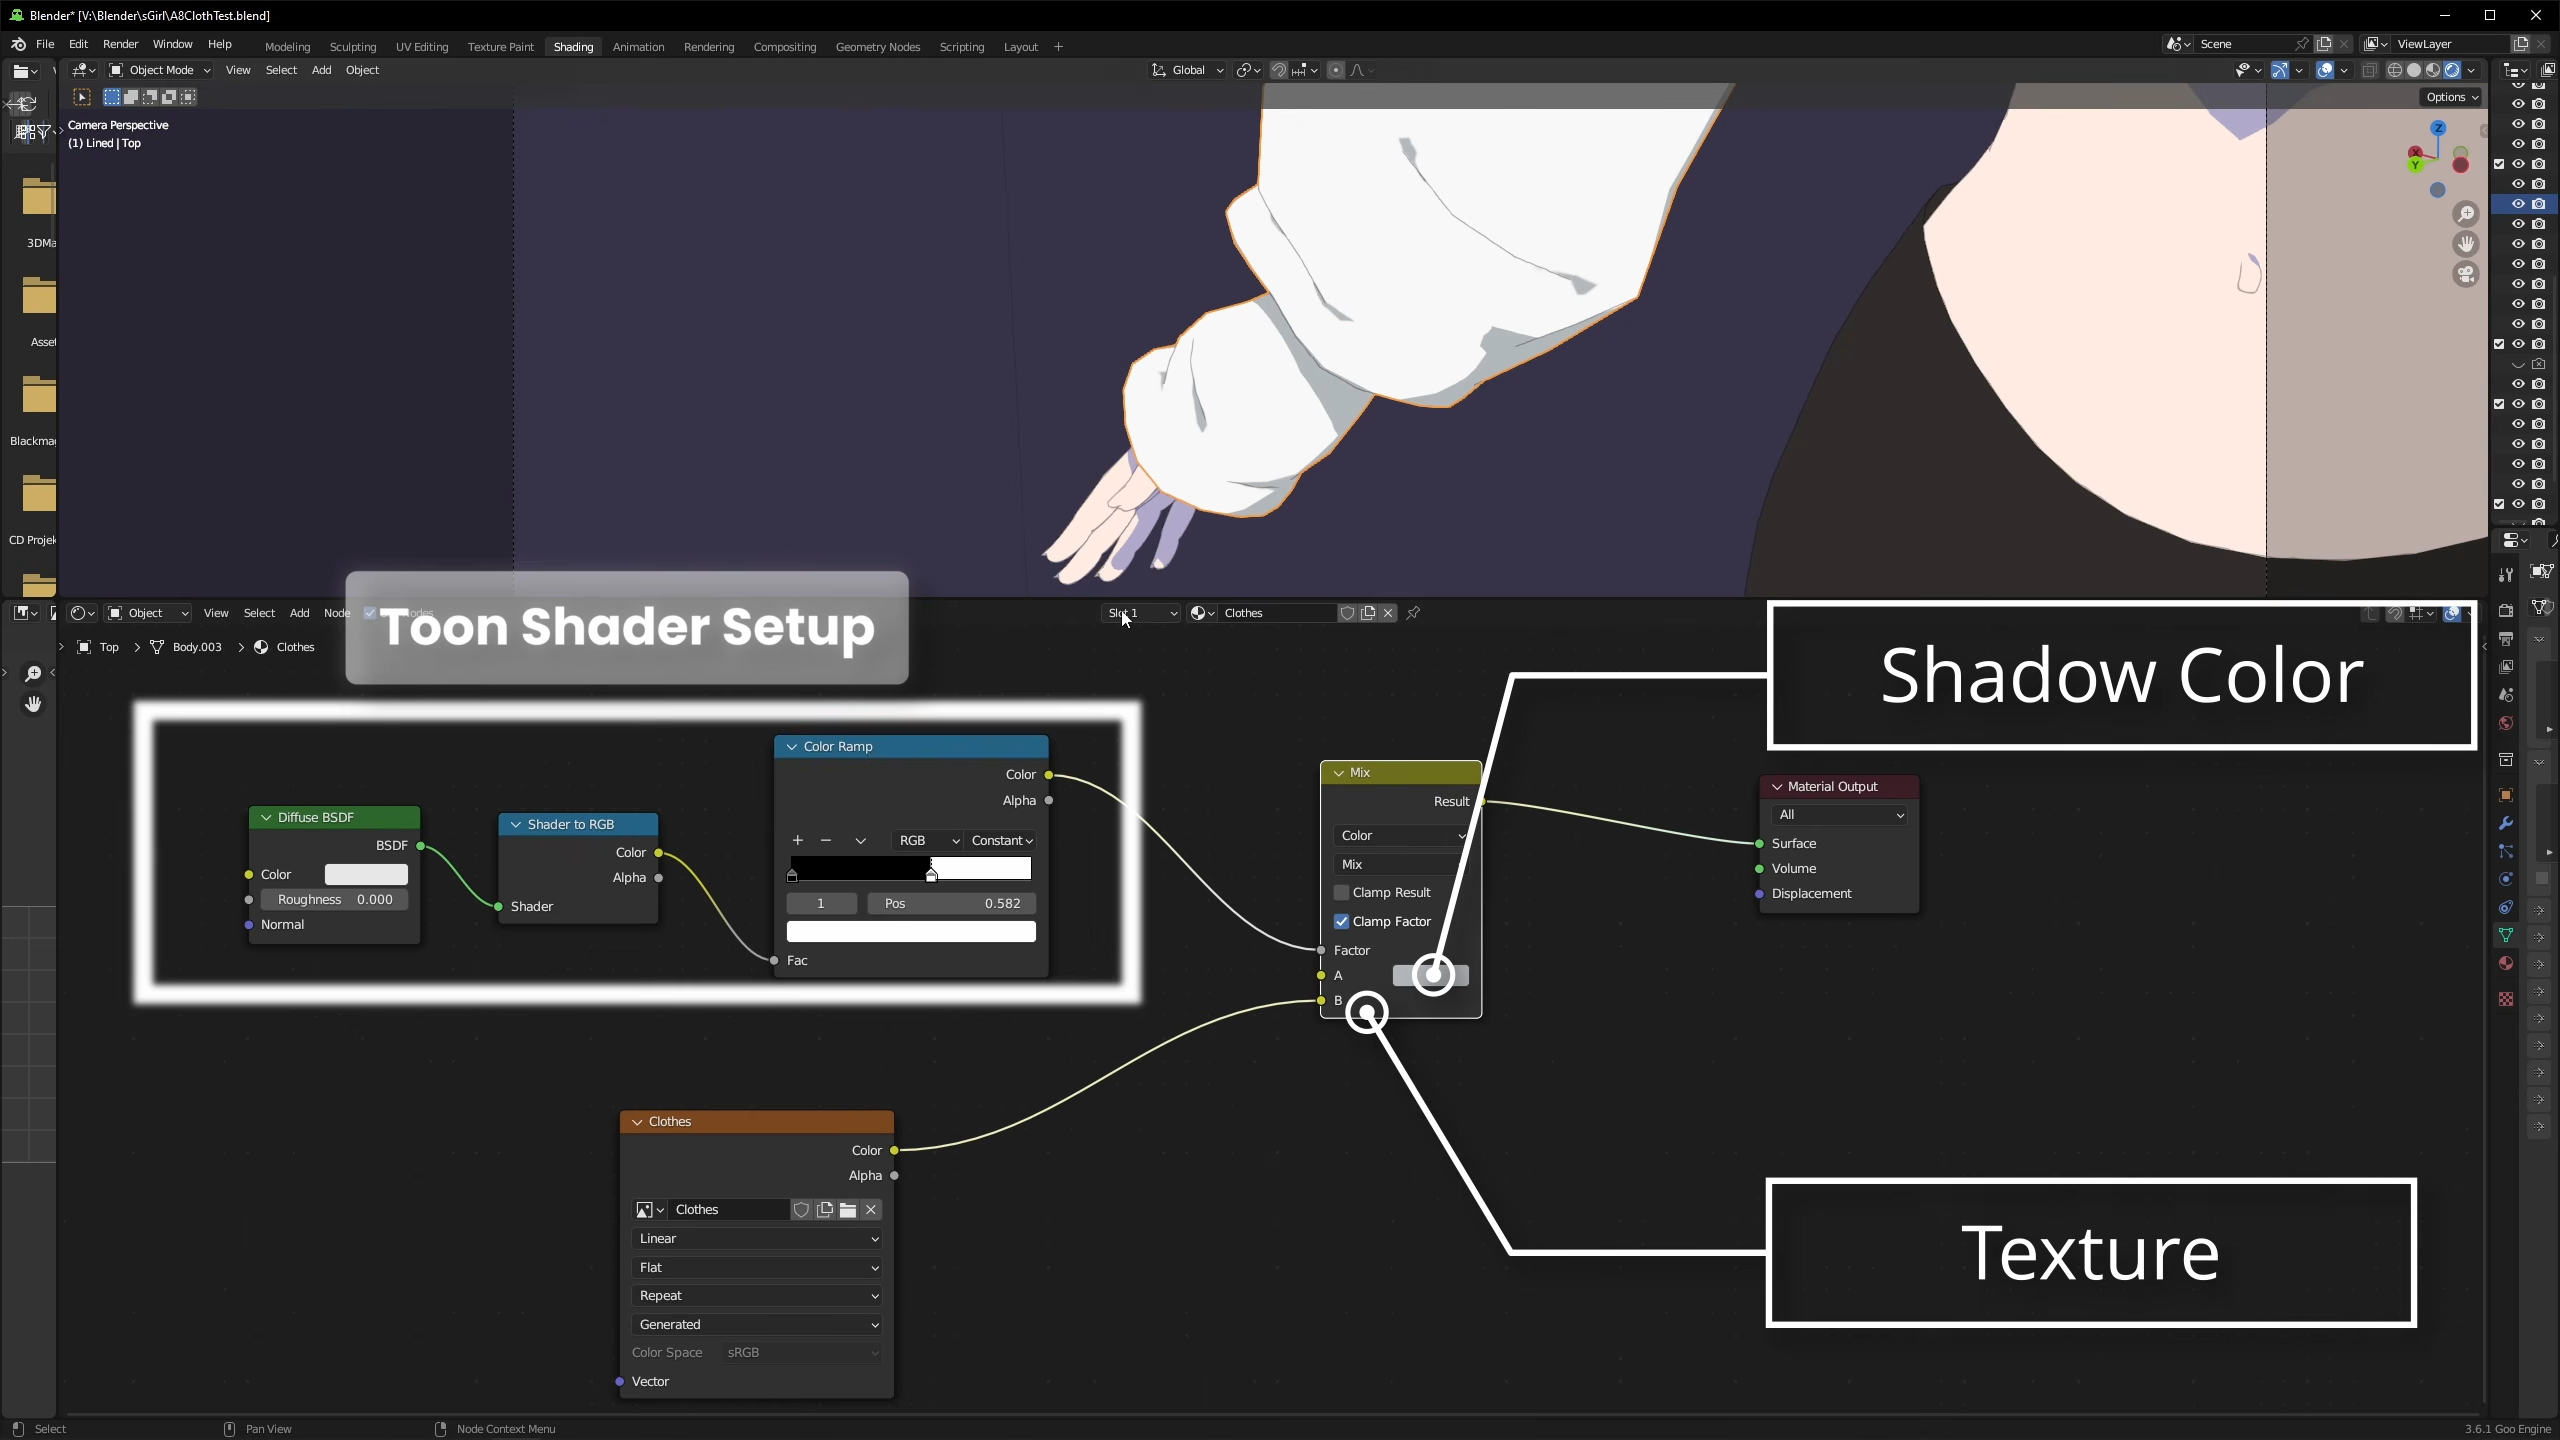 Blender* [V:\Blender\sGirl\A8ClothTest.blend]
File Edit Render Window Help Modeling Sculpting UV Editing Texture Paint Shading Animation Rendering Compositing Geometry Nodes Scripting Layout + Scene ViewLayer
Object Mode View Select Add Object Global
Options
Camera Perspective
(1) Lined | Top
3DMa
Asset
Blackmag
CD Projek
Object View Select Add Node Slot 1 Clothes
Toon Shader Setup
Top > Body.003 > Clothes
Shadow Color
Color Ramp
Color
Alpha
RGB Constant
1 Pos 0.582
Fac
Diffuse BSDF
BSDF
Color
Roughness 0.000
Normal
Shader to RGB
Color
Alpha
Shader
Mix
Result
Color
Mix
Clamp Result
Clamp Factor
Factor
A
B
Material Output
All
Surface
Volume
Displacement
Clothes
Color
Alpha
Clothes
Linear
Flat
Repeat
Generated
Color Space sRGB
Vector
Texture
Select Pan View Node Context Menu 3.6.1 Goo Engine